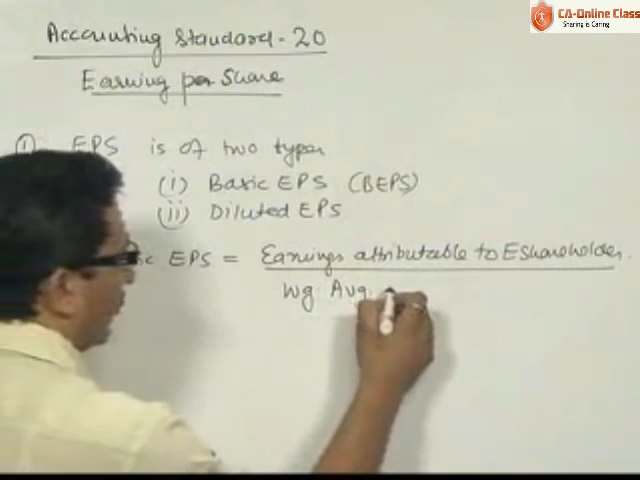 CA-Online Class
Sharing is Caring
Accounting Standard - 20
Earning per Share
① EPS is of two types
(i) Basic EPS (BEPS)
(ii) Diluted EPS
EPS = Earnings attributable to E Shareholder.
Wg. Avg.